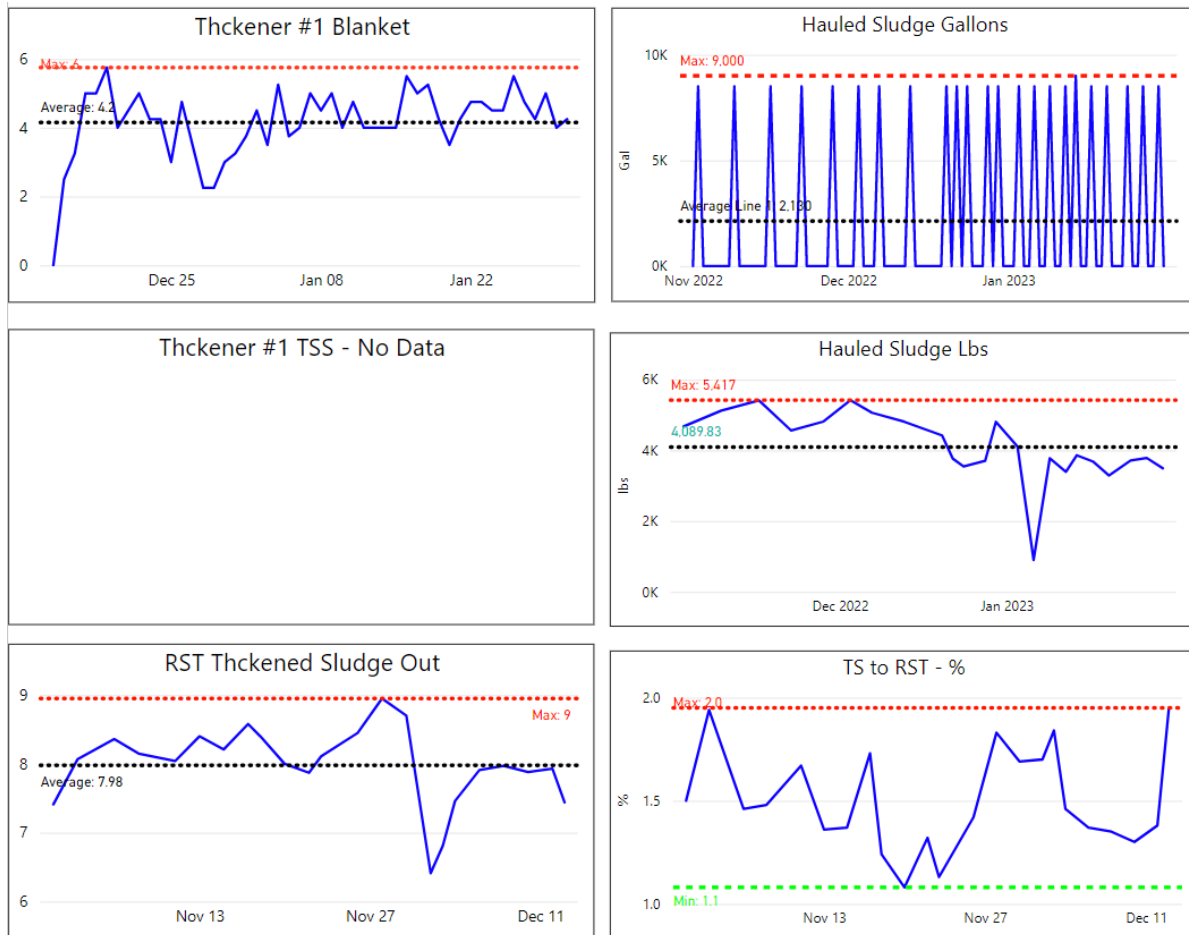 Thckener #1 Blanket
6
Max: 6
Average: 4.2
4
2
0
Dec 25 Jan 08 Jan 22
Hauled Sludge Gallons
10K
Max: 9,000
Gal
5K
Average Line 1: 2,130
0K
Nov 2022 Dec 2022 Jan 2023
Thckener #1 TSS - No Data
Hauled Sludge Lbs
6K
Max: 5,417
4,089.83
4K
lbs
2K
0K
Dec 2022 Jan 2023
RST Thckened Sludge Out
9
Max: 9
8
Average: 7.98
7
6
Nov 13 Nov 27 Dec 11
TS to RST - %
2.0
Max: 2.0
%
1.5
1.0
Min: 1.1
Nov 13 Nov 27 Dec 11